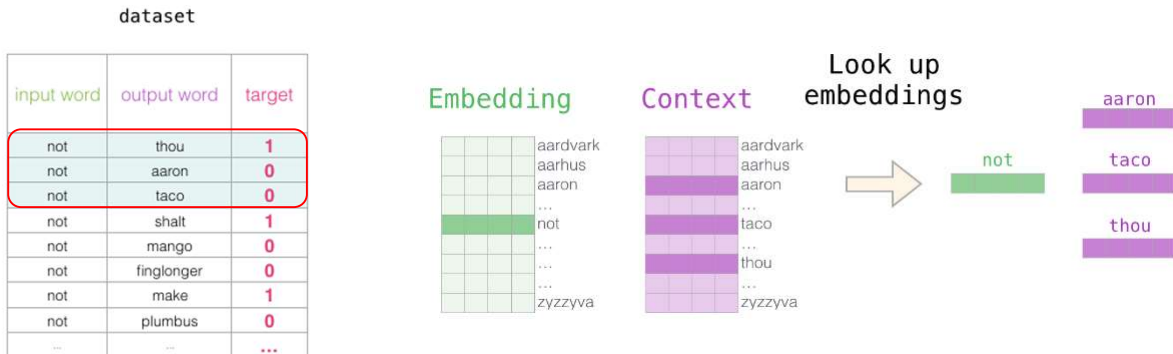 dataset
input word output word target
not thou 1
not aaron 0
not taco 0
not shalt 1
not mango 0
not finglonger 0
not make 1
not plumbus 0
... ... ...
Embedding
aardvark
aarhus
aaron
...
not
...
...
...
zyzzyva
Context
aardvark
aarhus
aaron
...
taco
...
thou
...
zyzzyva
Look up
embeddings
not
aaron
taco
thou